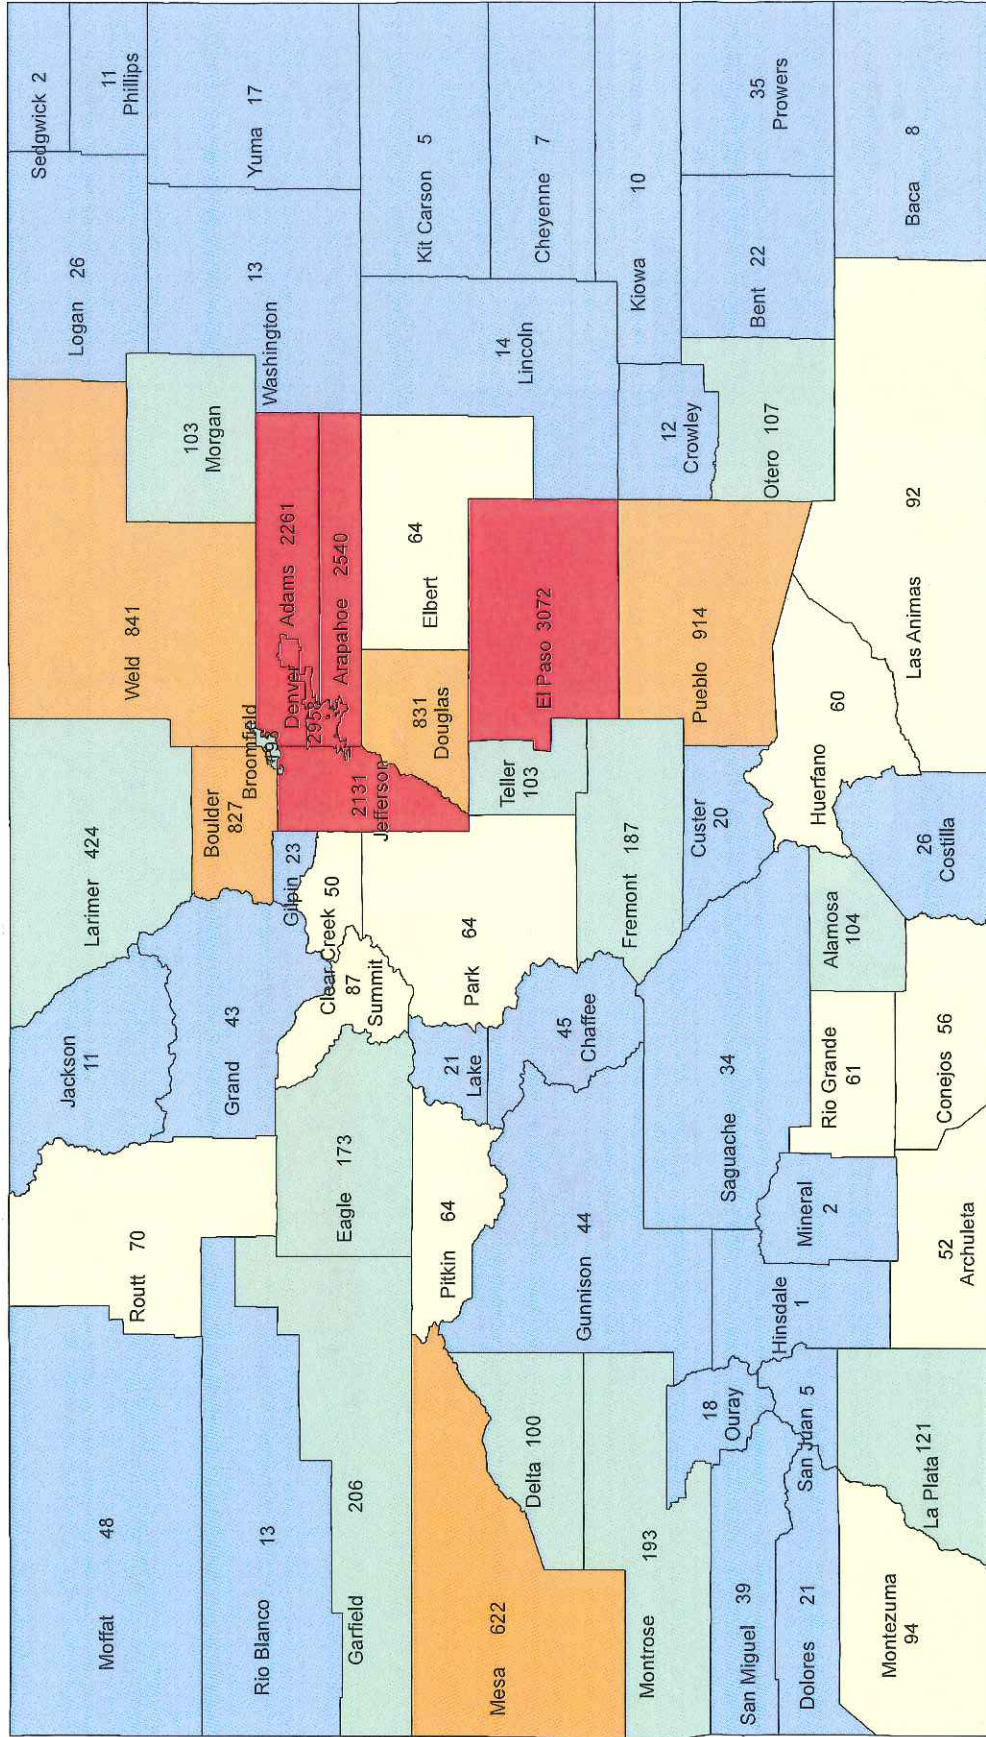 Moffat 48
Routt 70
Jackson
11
Larimer 424
Weld 841
Logan 26
Sedgwick 2
11
Phillips
Rio Blanco 13
Grand 43
Boulder
827
Broomfield
103
Morgan
Washington 13
Yuma 17
Garfield 206
Eagle 173
Gilpin 23
Clear Creek 50
87
Summit
2131
Jefferson
Denver
2958
Adams 2261
Arapahoe 2540
Mesa 622
Pitkin 64
21
Lake
Park 64
831
Douglas
Elbert 64
14
Lincoln
Kit Carson 5
Delta 100
Gunnison 44
45
Chaffee
Teller
103
El Paso 3072
Cheyenne 7
Montrose 193
Fremont 187
12
Crowley
Kiowa 10
18
Ouray
Saguache 34
Custer
20
Pueblo 914
Otero 107
Bent 22
35
Prowers
San Miguel 39
Dolores 21
San Juan 5
Hinsdale
1
Mineral
2
Rio Grande
61
Alamosa
104
Huerfano 60
Montezuma
94
La Plata 121
52
Archuleta
Conejos 56
26
Costilla
Las Animas 92
Baca 8